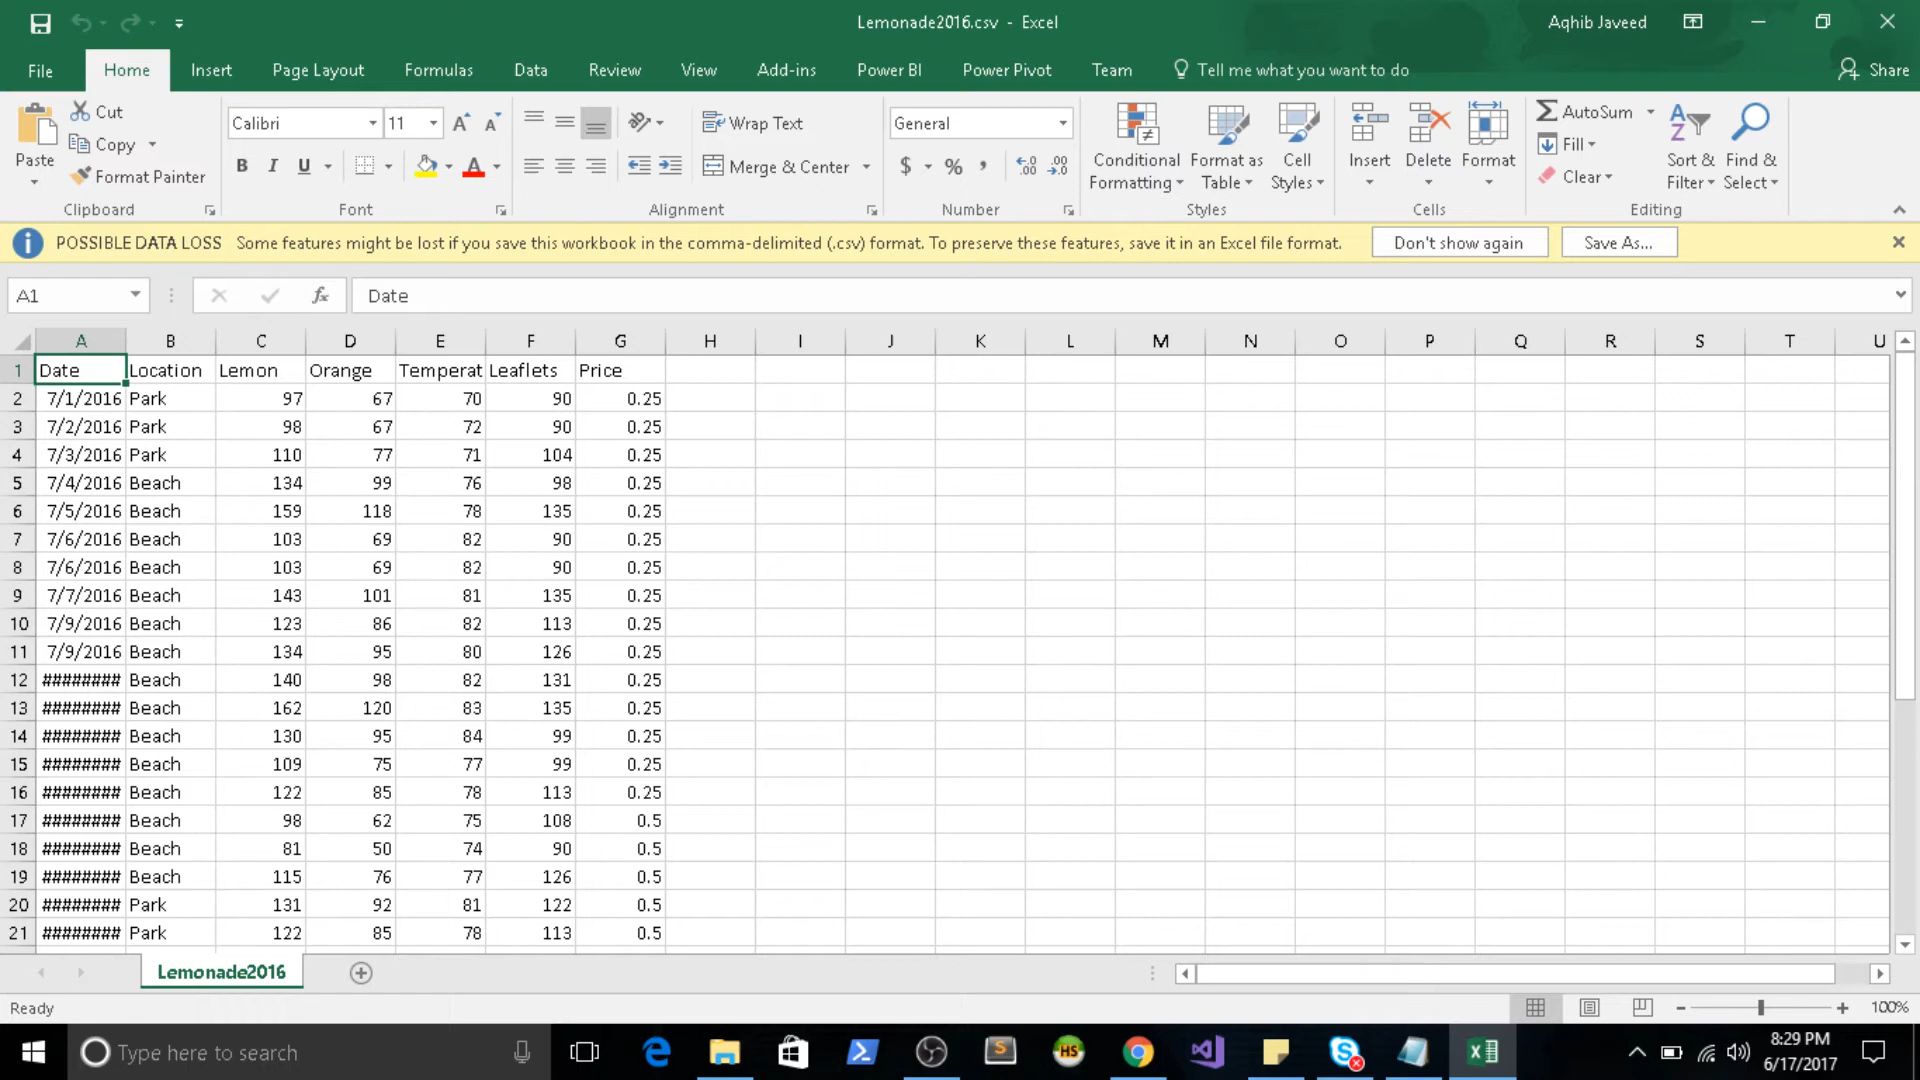 Lemonade2016.csv - Excel
Aqhib Javeed
File Home Insert Page Layout Formulas Data Review View Add-ins Power BI Power Pivot Team Tell me what you want to do Share
Paste
Cut
Copy
Format Painter
Clipboard
Calibri 11
B I U
Font
Wrap Text
Merge & Center
Alignment
General
$ % ,
Number
Conditional Formatting
Format as Table
Cell Styles
Styles
Insert Delete Format
Cells
AutoSum
Fill
Clear
Sort & Filter
Find & Select
Editing
POSSIBLE DATA LOSS Some features might be lost if you save this workbook in the comma-delimited (.csv) format. To preserve these features, save it in an Excel file format. Don't show again Save As...
A1 fx Date
A B C D E F G H I J K L M N O P Q R S T U
1 Date Location Lemon Orange Temperat Leaflets Price
2 7/1/2016 Park 97 67 70 90 0.25
3 7/2/2016 Park 98 67 72 90 0.25
4 7/3/2016 Park 110 77 71 104 0.25
5 7/4/2016 Beach 134 99 76 98 0.25
6 7/5/2016 Beach 159 118 78 135 0.25
7 7/6/2016 Beach 103 69 82 90 0.25
8 7/6/2016 Beach 103 69 82 90 0.25
9 7/7/2016 Beach 143 101 81 135 0.25
10 7/9/2016 Beach 123 86 82 113 0.25
11 7/9/2016 Beach 134 95 80 126 0.25
12 ######## Beach 140 98 82 131 0.25
13 ######## Beach 162 120 83 135 0.25
14 ######## Beach 130 95 84 99 0.25
15 ######## Beach 109 75 77 99 0.25
16 ######## Beach 122 85 78 113 0.25
17 ######## Beach 98 62 75 108 0.5
18 ######## Beach 81 50 74 90 0.5
19 ######## Beach 115 76 77 126 0.5
20 ######## Park 131 92 81 122 0.5
21 ######## Park 122 85 78 113 0.5
Lemonade2016
Ready 100%
Type here to search
8:29 PM
6/17/2017